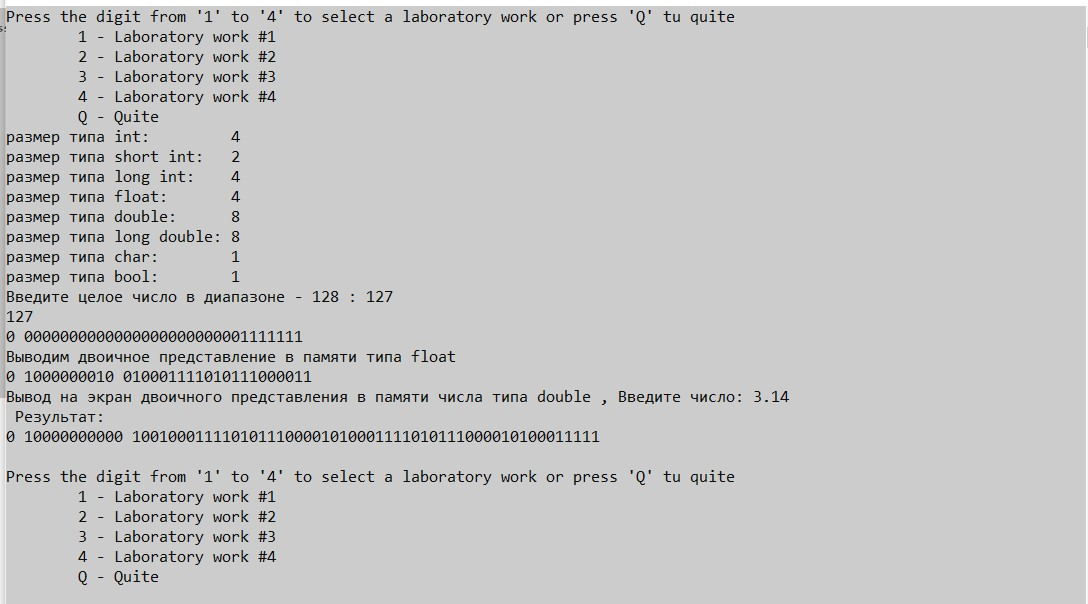 Press the digit from '1' to '4' to select a laboratory work or press 'Q' tu quite
1 - Laboratory work #1
2 - Laboratory work #2
3 - Laboratory work #3
4 - Laboratory work #4
Q - Quite
размер типа int: 4
размер типа short int: 2
размер типа long int: 4
размер типа float: 4
размер типа double: 8
размер типа long double: 8
размер типа char: 1
размер типа bool: 1
Введите целое число в диапазоне - 128 : 127
127
0 0000000000000000000000001111111
Выводим двоичное представление в памяти типа float
0 1000000010 010001111010111000011
Вывод на экран двоичного представления в памяти числа типа double , Введите число: 3.14
Результат:
0 10000000000 1001000111101011100001010001111010111000010100011111
Press the digit from '1' to '4' to select a laboratory work or press 'Q' tu quite
1 - Laboratory work #1
2 - Laboratory work #2
3 - Laboratory work #3
4 - Laboratory work #4
Q - Quite